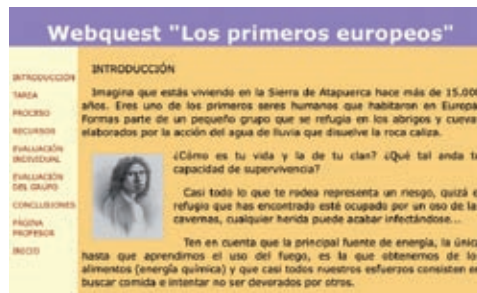 Webquest "Los primeros europeos"
INTRODUCCIÓN
TAREA
PROCESO
RECURSOS
EVALUACIÓN
INDIVIDUAL
EVALUACIÓN
DEL GRUPO
CONCLUSIONES
PÁGINA
PROFESOR
INICIO
INTRODUCCIÓN
Imagina que estás viviendo en la Sierra de Atapuerca hace más de 15.000
años. Eres uno de los primeros seres humanos que habitaron en Europa
Formas parte de un pequeño grupo que se refugia en los abrigos y cueva
elaborados por la acción del agua de lluvia que disuelve la roca caliza.
¿Cómo es tu vida y la de tu clan? ¿Qué tal anda t
capacidad de supervivencia?
Casi todo lo que te rodea representa un riesgo, quizá e
refugio que has encontrado esté ocupado por un oso de la
cavernas, cualquier herida puede acabar infectándose...
Ten en cuenta que la principal fuente de energía, la únic
hasta que aprendimos el uso del fuego, es la que obtenemos de lo
alimentos (energía química) y que casi todos nuestros esfuerzos consisten e
buscar comida e intentar no ser devorados por otros.